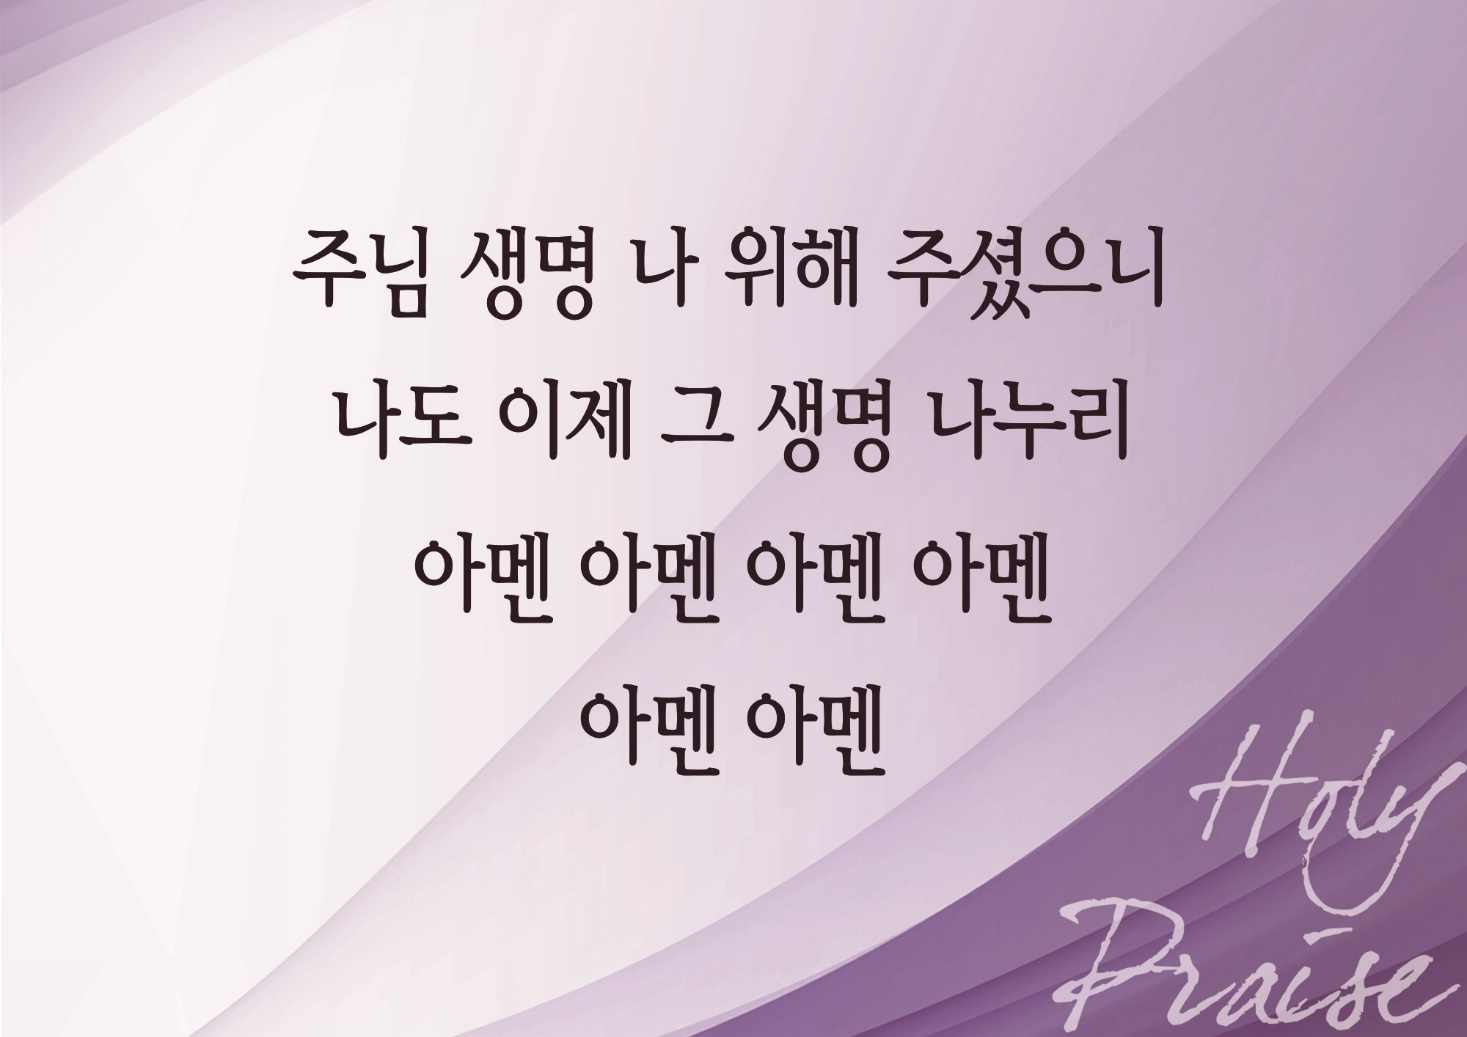 주님 생명 나 위해 주셨으니
나도 이제 그 생명 나누리
아멘 아멘 아멘 아멘
아멘 아멘
Holy
Praise